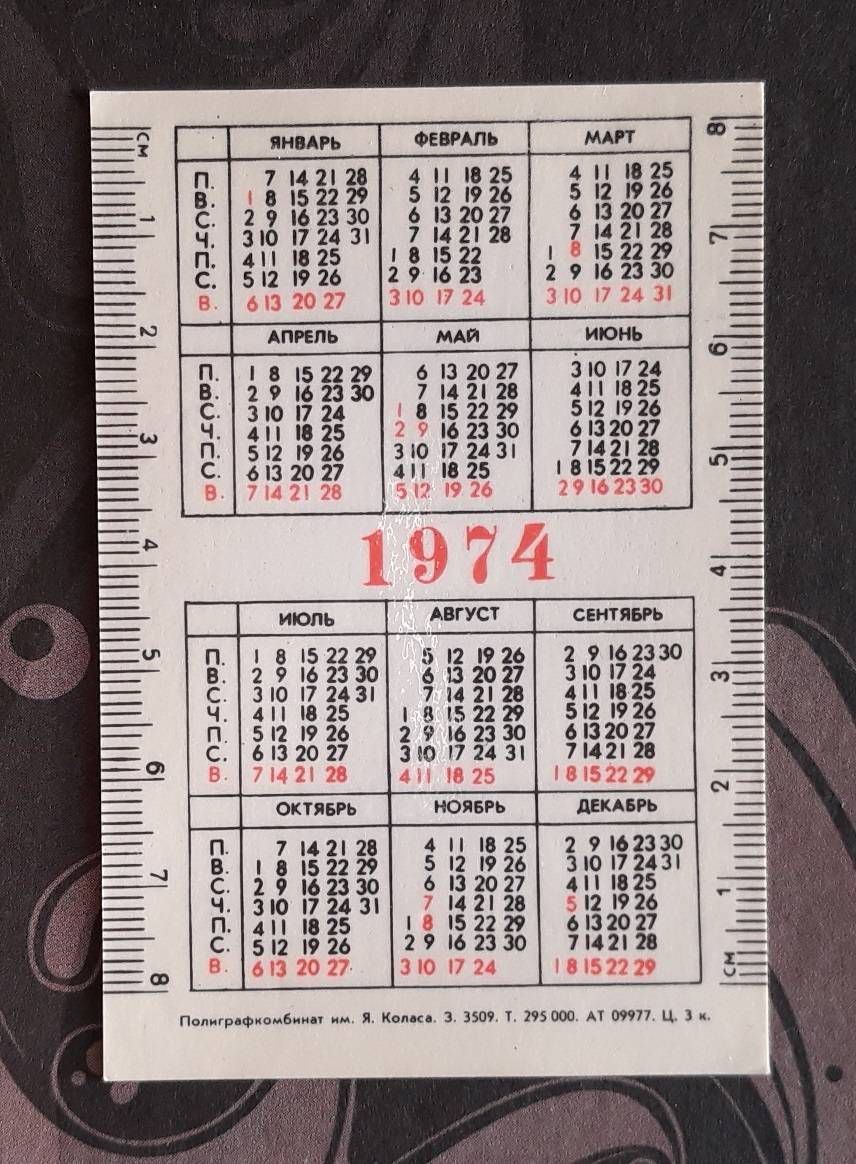 см 1 2 3 4 5 6 7 8
ЯНВАРЬ ФЕВРАЛЬ МАРТ
П. 7 14 21 28 4 11 18 25 4 11 18 25
В. 1 8 15 22 29 5 12 19 26 5 12 19 26
С. 2 9 16 23 30 6 13 20 27 6 13 20 27
Ч. 3 10 17 24 31 7 14 21 28 7 14 21 28
П. 4 11 18 25 1 8 15 22 1 8 15 22 29
С. 5 12 19 26 2 9 16 23 2 9 16 23 30
В. 6 13 20 27 3 10 17 24 3 10 17 24 31
АПРЕЛЬ МАЙ ИЮНЬ
П. 1 8 15 22 29 6 13 20 27 3 10 17 24
В. 2 9 16 23 30 7 14 21 28 4 11 18 25
С. 3 10 17 24 1 8 15 22 29 5 12 19 26
Ч. 4 11 18 25 2 9 16 23 30 6 13 20 27
П. 5 12 19 26 3 10 17 24 31 7 14 21 28
С. 6 13 20 27 4 11 18 25 1 8 15 22 29
В. 7 14 21 28 5 12 19 26 2 9 16 23 30
1974
ИЮЛЬ АВГУСТ СЕНТЯБРЬ
П. 1 8 15 22 29 5 12 19 26 2 9 16 23 30
В. 2 9 16 23 30 6 13 20 27 3 10 17 24
С. 3 10 17 24 31 7 14 21 28 4 11 18 25
Ч. 4 11 18 25 1 8 15 22 29 5 12 19 26
П. 5 12 19 26 2 9 16 23 30 6 13 20 27
С. 6 13 20 27 3 10 17 24 31 7 14 21 28
В. 7 14 21 28 4 11 18 25 1 8 15 22 29
ОКТЯБРЬ НОЯБРЬ ДЕКАБРЬ
П. 7 14 21 28 4 11 18 25 2 9 16 23 30
В. 1 8 15 22 29 5 12 19 26 3 10 17 24 31
С. 2 9 16 23 30 6 13 20 27 4 11 18 25
Ч. 3 10 17 24 31 7 14 21 28 5 12 19 26
П. 4 11 18 25 1 8 15 22 29 6 13 20 27
С. 5 12 19 26 2 9 16 23 30 7 14 21 28
В. 6 13 20 27 3 10 17 24 1 8 15 22 29
см 1 2 3 4 5 6 7 8
Полиграфкомбинат им. Я. Коласа. З. 3509. Т. 295 000. АТ 09977. Ц. 3 к.